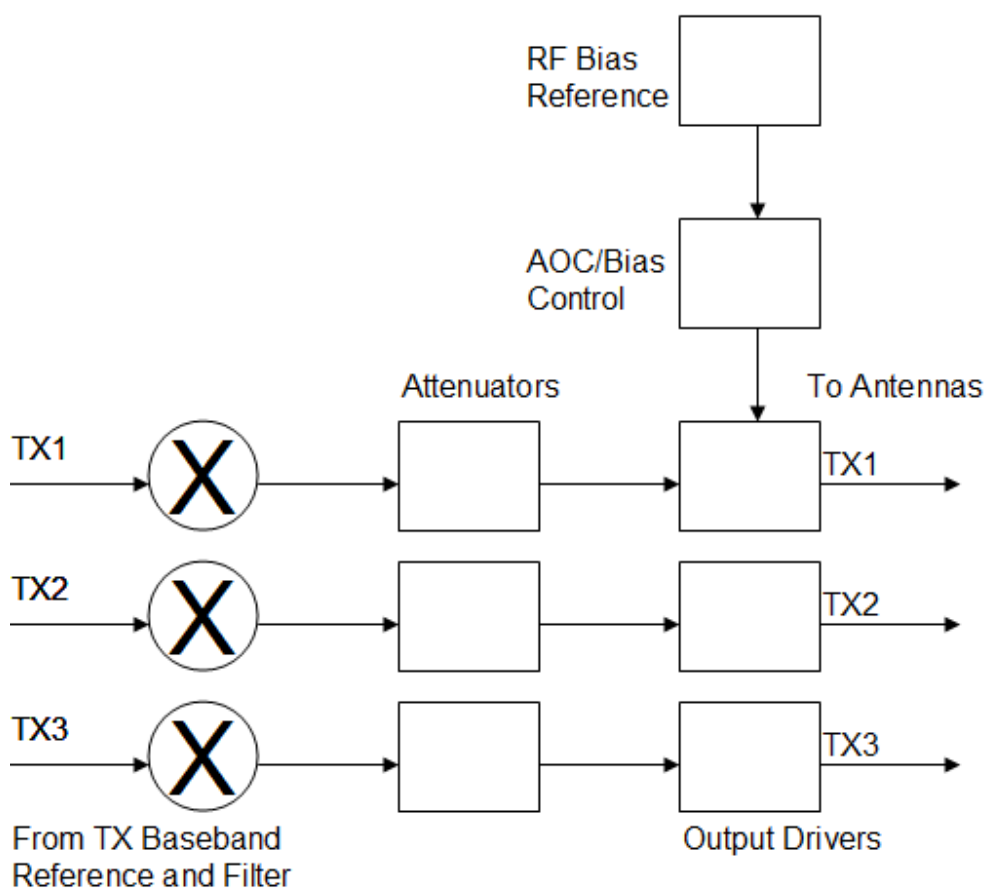 RF Bias
Reference
AOC/Bias
Control
Attenuators
To Antennas
TX1
X
TX1
TX2
X
TX2
TX3
X
TX3
From TX Baseband
Reference and Filter
Output Drivers